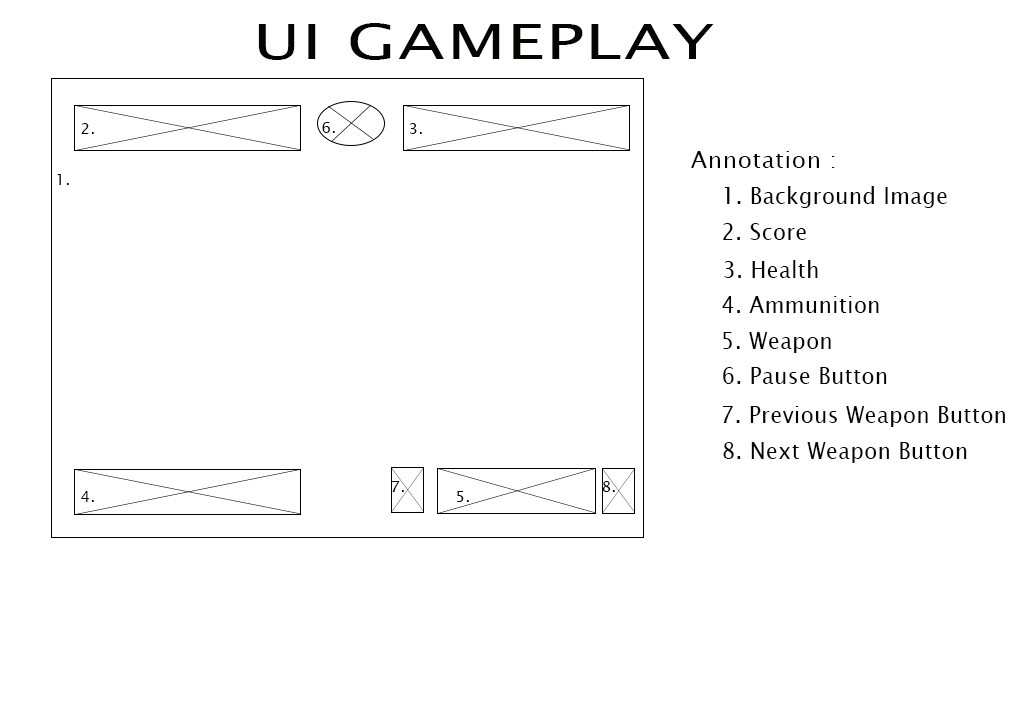 UI GAMEPLAY
2.
6.
3.
1.
4.
7.
5.
8.
Annotation :
1. Background Image
2. Score
3. Health
4. Ammunition
5. Weapon
6. Pause Button
7. Previous Weapon Button
8. Next Weapon Button